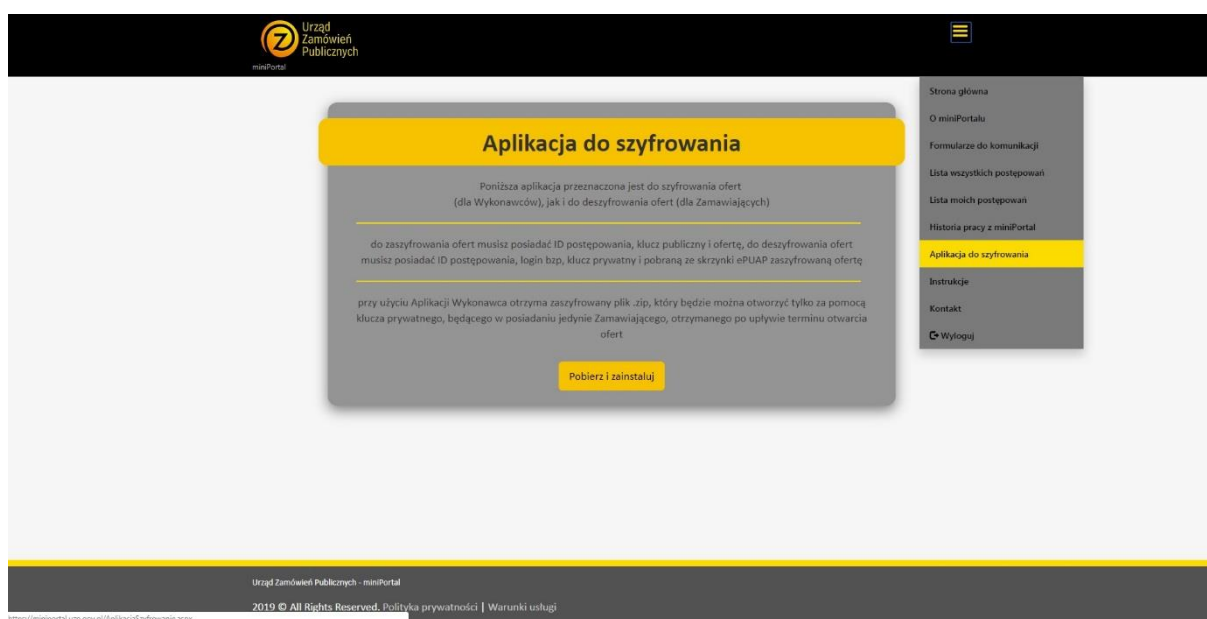 Urząd
Zamówień
Publicznych
miniPortal
Strona główna
O miniPortalu
Formularze do komunikacji
Lista wszystkich postępowań
Lista moich postępowań
Historia pracy z miniPortal
Aplikacja do szyfrowania
Instrukcje
Kontakt
Wyloguj
Aplikacja do szyfrowania
Poniższa aplikacja przeznaczona jest do szyfrowania ofert
(dla Wykonawców), jak i do deszyfrowania ofert (dla Zamawiających)
do zaszyfrowania ofert musisz posiadać ID postępowania, klucz publiczny i ofertę, do deszyfrowania ofert
musisz posiadać ID postępowania, login bzp, klucz prywatny i pobraną ze skrzynki ePUAP zaszyfrowaną ofertę
przy użyciu Aplikacji Wykonawca otrzyma zaszyfrowany plik .zip, który będzie można otworzyć tylko za pomocą
klucza prywatnego, będącego w posiadaniu jedynie Zamawiającego, otrzymanego po upływie terminu otwarcia
ofert
Pobierz i zainstaluj
Urząd Zamówień Publicznych - miniPortal
2019 © All Rights Reserved. Polityka prywatności | Warunki usługi